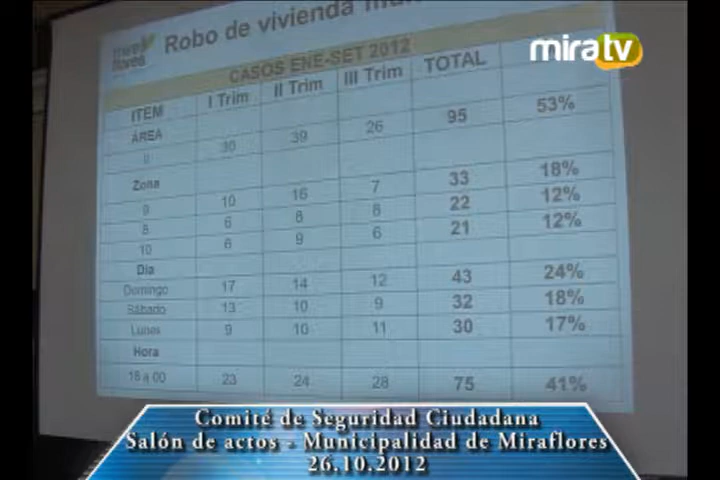 mira flores
Robo de vivienda
miratv
CASOS ENE-SET 2012
ITEM I Trim II Trim III Trim TOTAL
ÁREA
II 30 39 26 95 53%
Zona
9 10 16 7 33 18%
8 6 8 8 22 12%
10 6 9 6 21 12%
Dia
Domingo 17 14 12 43 24%
Sábado 13 10 9 32 18%
Lunes 9 10 11 30 17%
Hora
18 a 00 23 24 28 75 41%
Comité de Seguridad Ciudadana
Salón de actos - Municipalidad de Miraflores
26.10.2012